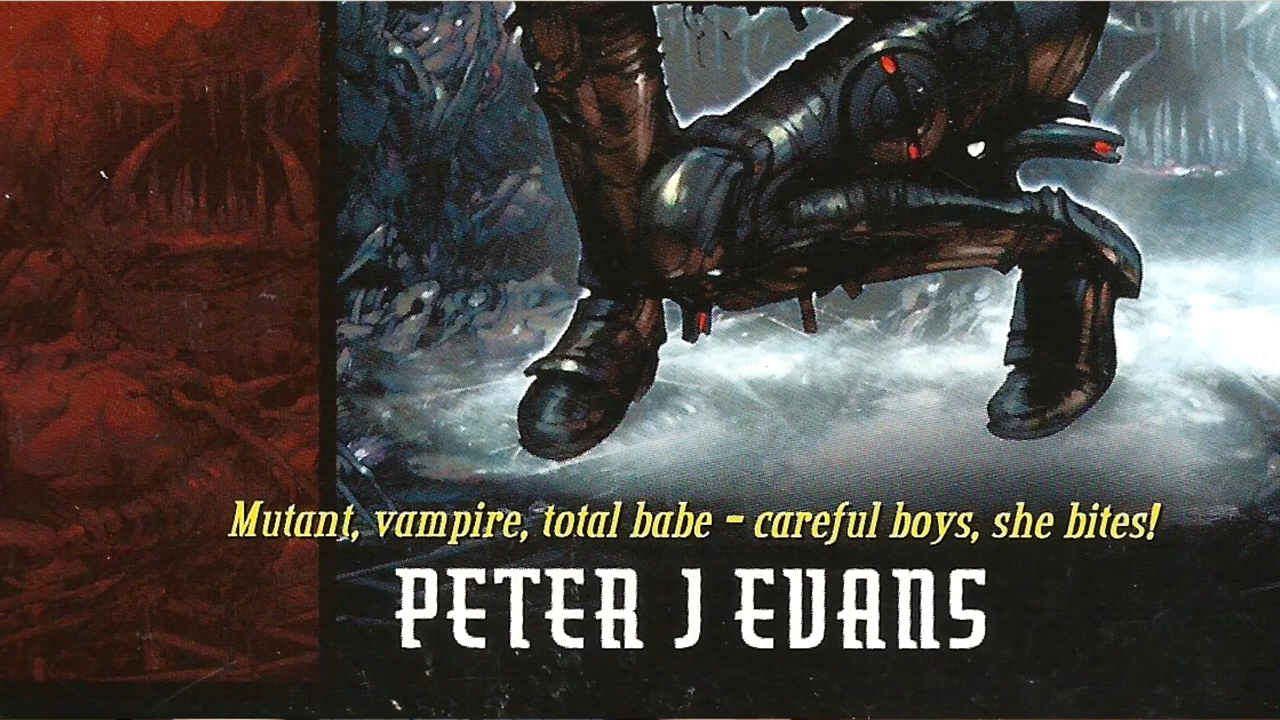 Mutant, vampire, total babe - careful boys, she bites!
PETER J EVANS